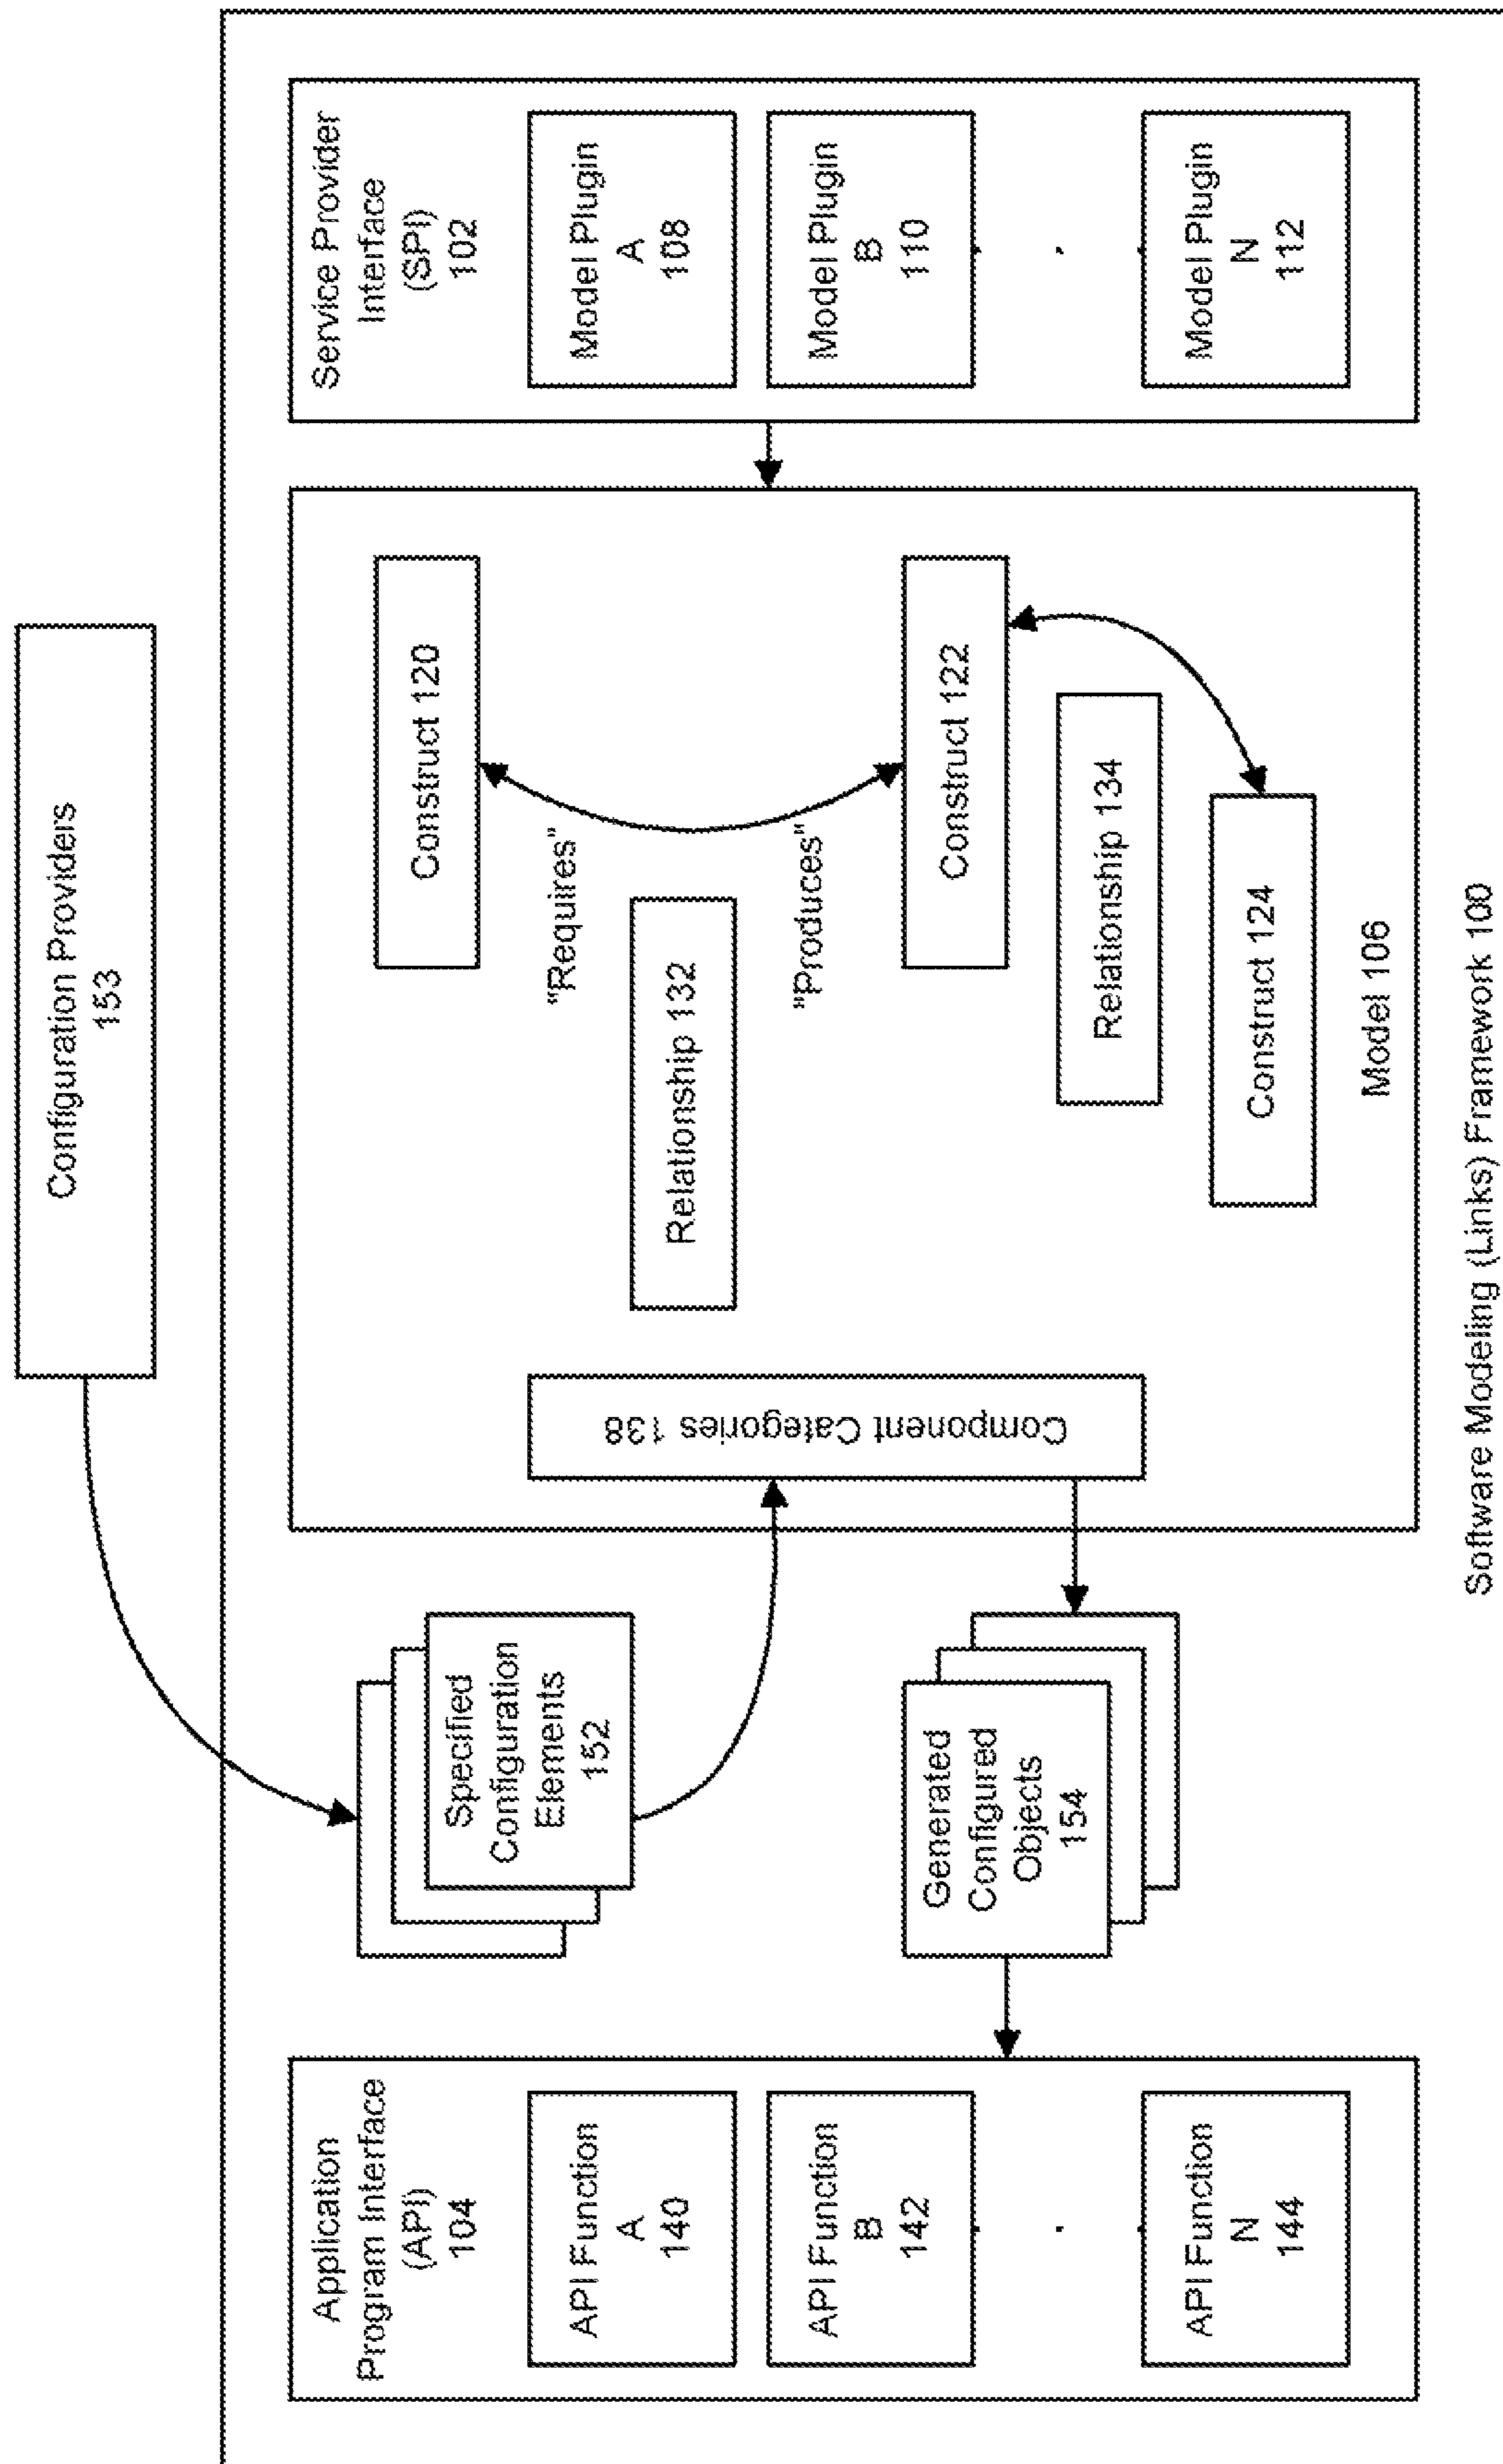 Configuration Providers
153
Application
Program Interface
(API)
104
API Function
A
140
API Function
B
142
API Function
N
144
Specified
Configuration
Elements
152
Generated
Configured
Objects
154
Component Categories 138
Construct 120
"Requires"
Relationship 132
"Produces"
Construct 122
Relationship 134
Construct 124
Model 106
Service Provider
Interface
(SPI)
102
Model Plugin
A
108
Model Plugin
B
110
Model Plugin
N
112
Software Modeling (Links) Framework 100